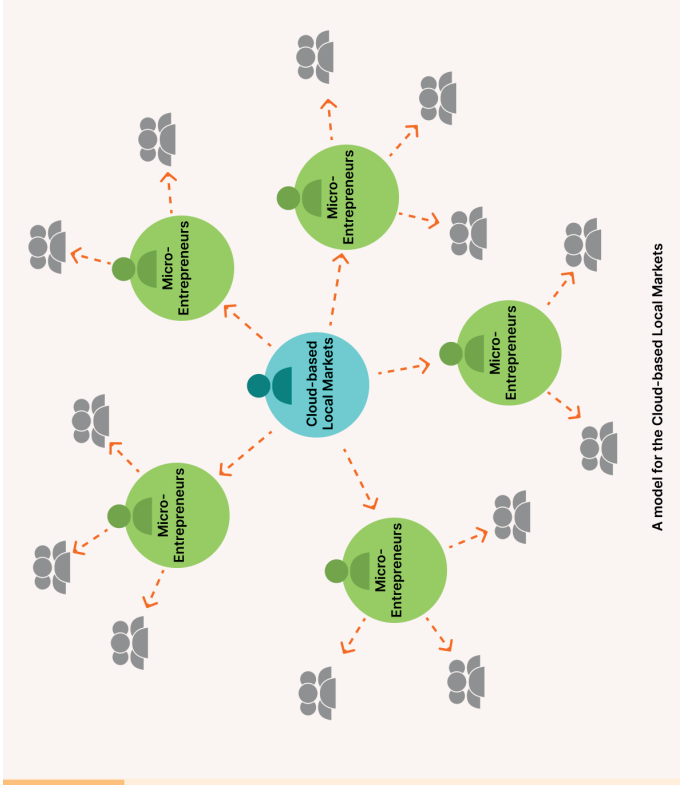 Micro-
Entrepreneurs
Micro-
Entrepreneurs
Cloud-based
Local Markets
Micro-
Entrepreneurs
Micro-
Entrepreneurs
Micro-
Entrepreneurs
A model for the Cloud-based Local Markets